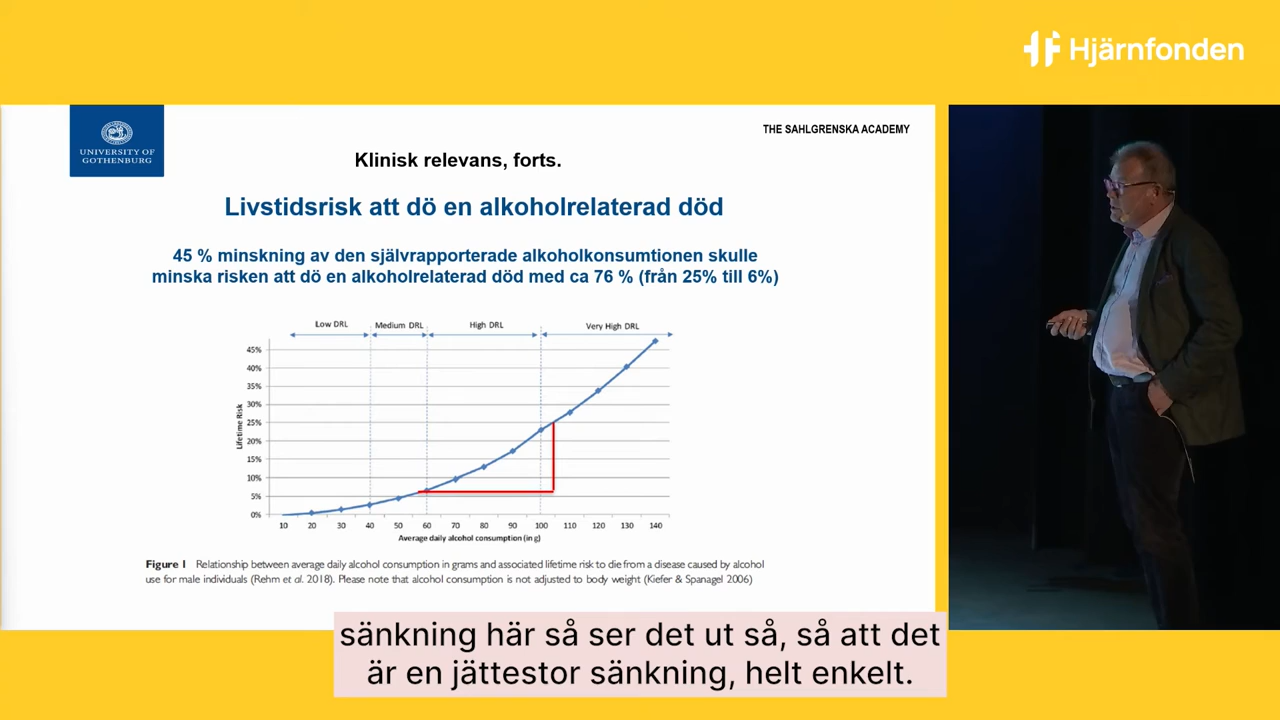 Hjärnfonden
UNIVERSITY OF
GOTHENBURG
THE SAHLGRENSKA ACADEMY
Klinisk relevans, forts.
Livstidsrisk att dö en alkoholrelaterad död
45 % minskning av den självrapporterade alkoholkonsumtionen skulle
minska risken att dö en alkoholrelaterad död med ca 76 % (från 25% till 6%)
Low DRL Medium DRL High DRL Very High DRL
45%
40%
35%
30%
25%
20%
15%
10%
5%
0%
Lifetime Risk
10 20 30 40 50 60 70 80 90 100 110 120 130 140
Average daily alcohol consumption (in g)
Figure 1 Relationship between average daily alcohol consumption in grams and associated lifetime risk to die from a disease caused by alcohol
use for male individuals (Rehm et al. 2018). Please note that alcohol consumption is not adjusted to body weight (Kiefer & Spanagel 2006)
sänkning här så ser det ut så, så att det
är en jättestor sänkning, helt enkelt.